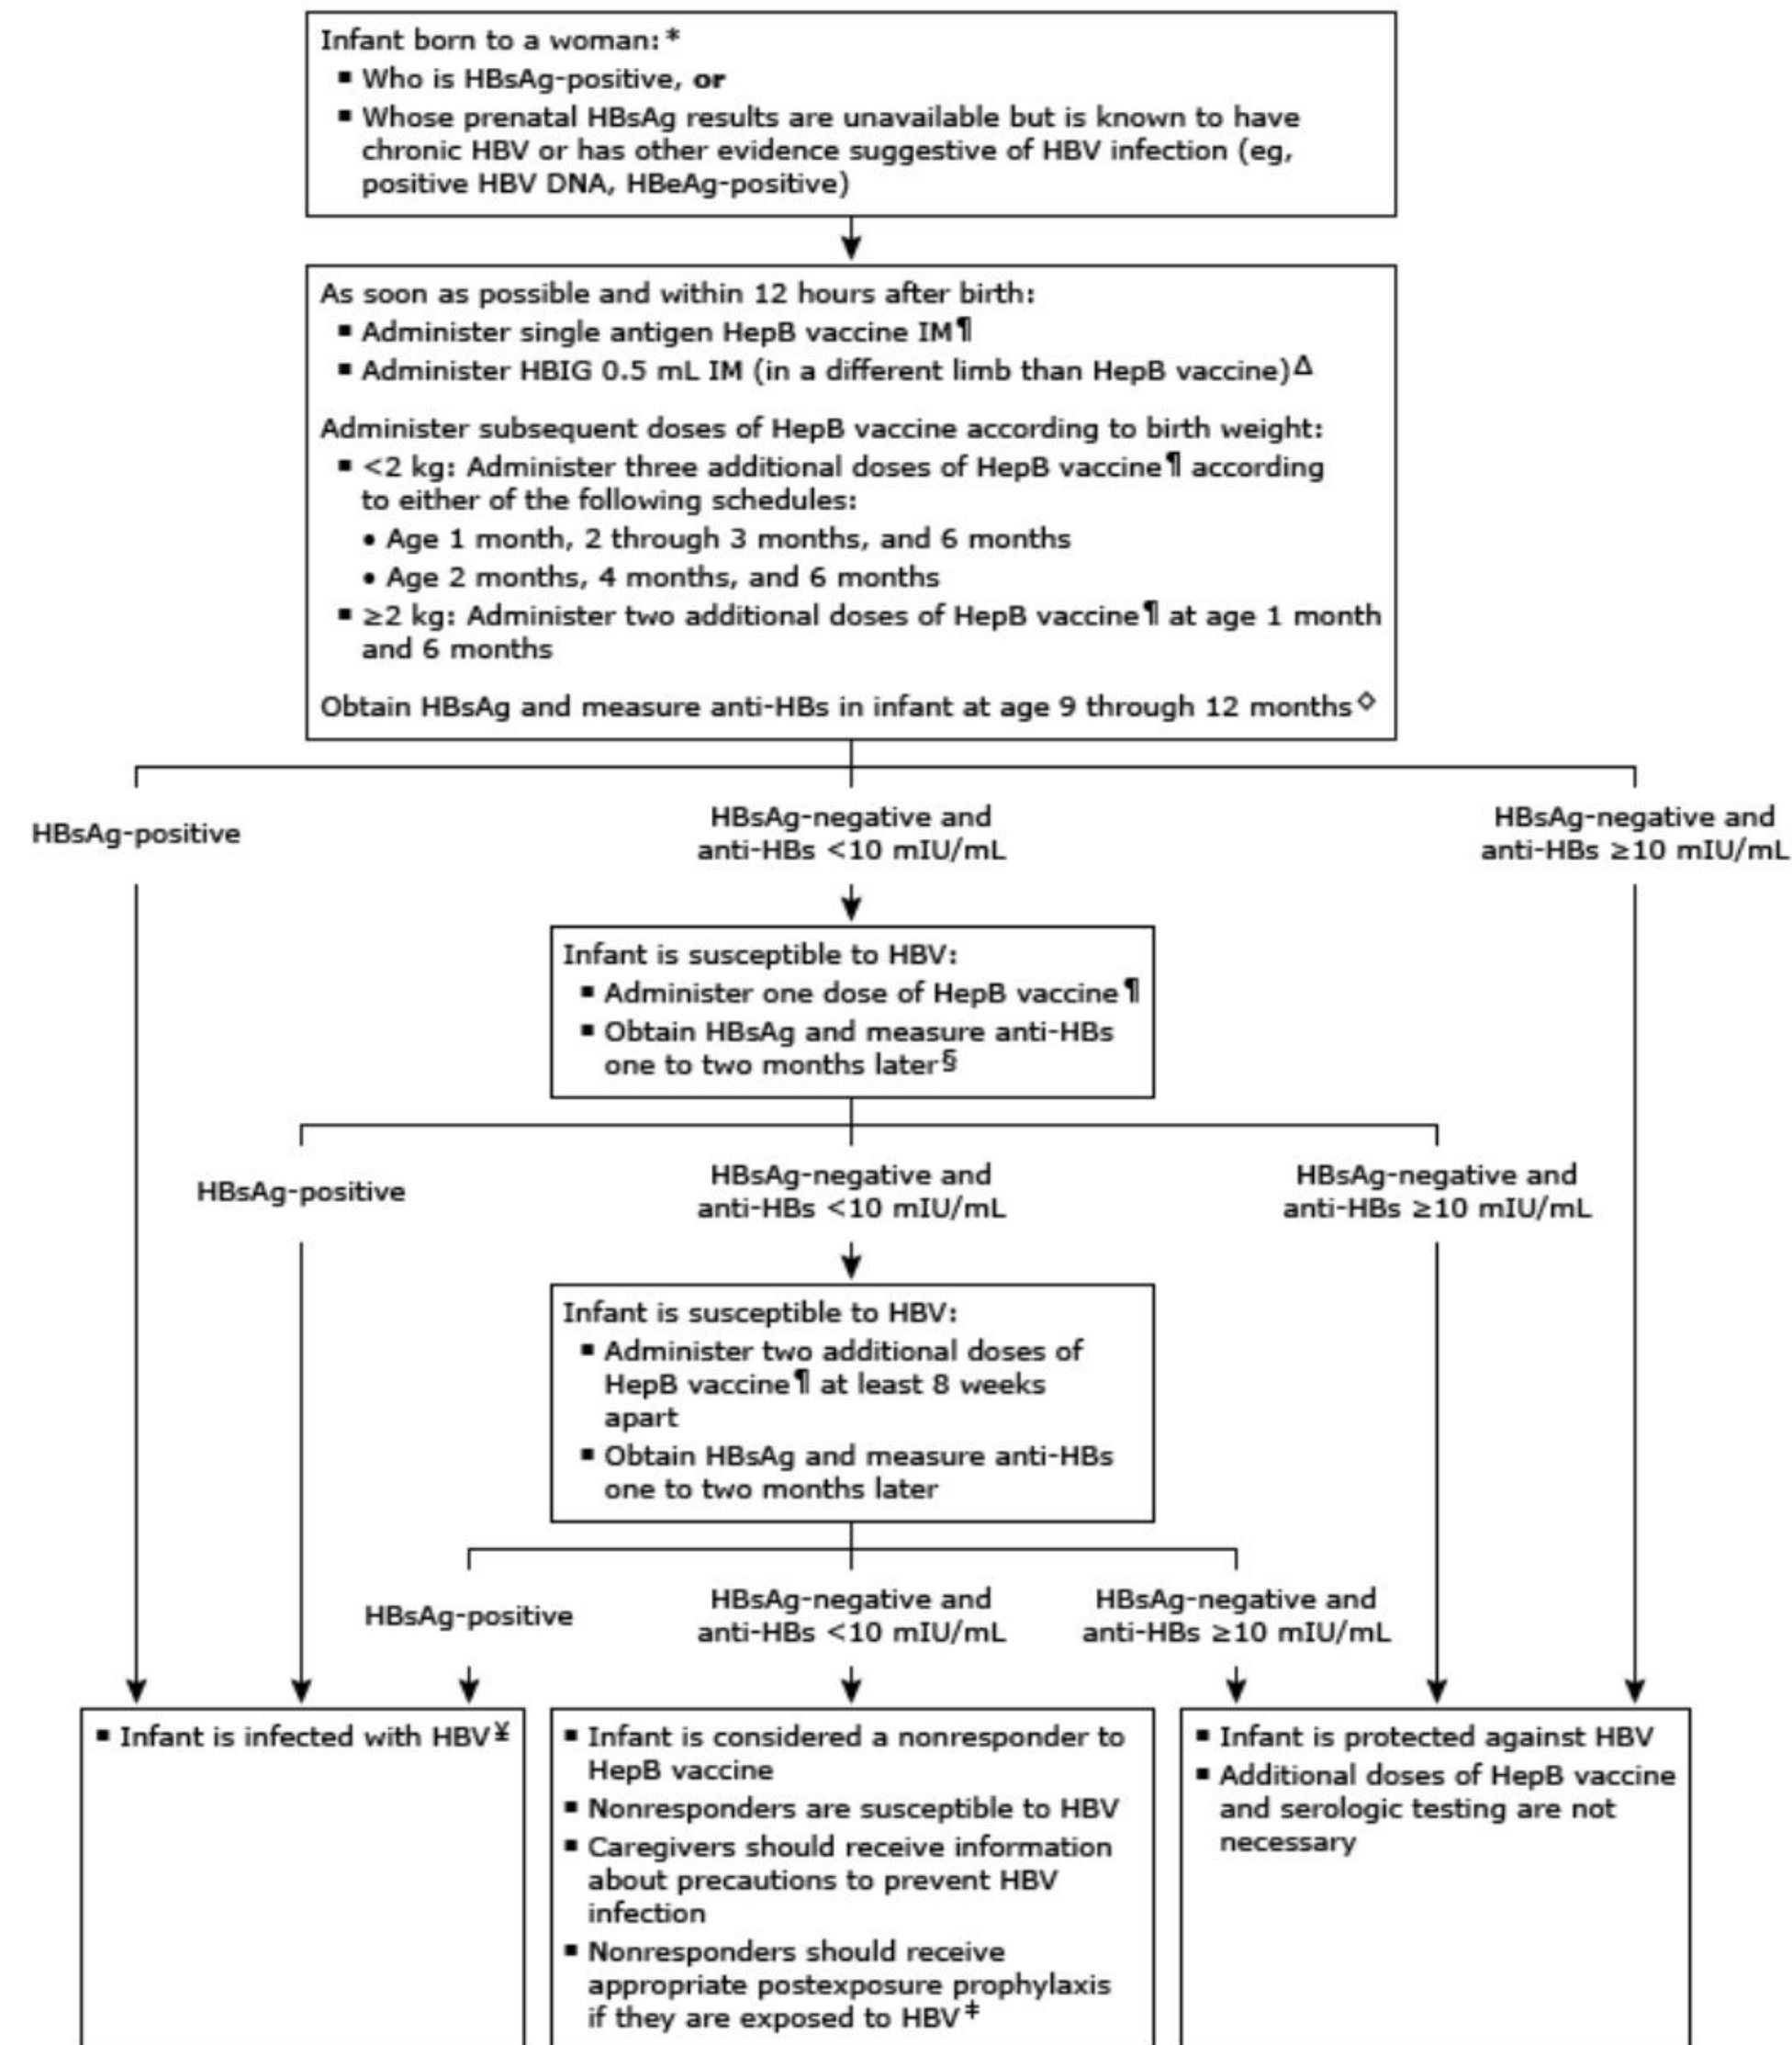 Infant born to a woman:*
▪ Who is HBsAg-positive, or
▪ Whose prenatal HBsAg results are unavailable but is known to have
chronic HBV or has other evidence suggestive of HBV infection (eg,
positive HBV DNA, HBeAg-positive)
As soon as possible and within 12 hours after birth:
▪ Administer single antigen HepB vaccine IM¶
▪ Administer HBIG 0.5 mL IM (in a different limb than HepB vaccine)Δ
Administer subsequent doses of HepB vaccine according to birth weight:
▪ <2 kg: Administer three additional doses of HepB vaccine¶ according
to either of the following schedules:
• Age 1 month, 2 through 3 months, and 6 months
• Age 2 months, 4 months, and 6 months
▪ ≥2 kg: Administer two additional doses of HepB vaccine¶ at age 1 month
and 6 months
Obtain HBsAg and measure anti-HBs in infant at age 9 through 12 months◇
HBsAg-positive
HBsAg-negative and
anti-HBs <10 mIU/mL
HBsAg-negative and
anti-HBs ≥10 mIU/mL
Infant is susceptible to HBV:
▪ Administer one dose of HepB vaccine¶
▪ Obtain HBsAg and measure anti-HBs
one to two months later§
HBsAg-positive
HBsAg-negative and
anti-HBs <10 mIU/mL
HBsAg-negative and
anti-HBs ≥10 mIU/mL
Infant is susceptible to HBV:
▪ Administer two additional doses of
HepB vaccine¶ at least 8 weeks
apart
▪ Obtain HBsAg and measure anti-HBs
one to two months later
HBsAg-positive
HBsAg-negative and
anti-HBs <10 mIU/mL
HBsAg-negative and
anti-HBs ≥10 mIU/mL
▪ Infant is infected with HBV¥
▪ Infant is considered a nonresponder to
HepB vaccine
▪ Nonresponders are susceptible to HBV
▪ Caregivers should receive information
about precautions to prevent HBV
infection
▪ Nonresponders should receive
appropriate postexposure prophylaxis
if they are exposed to HBV‡
▪ Infant is protected against HBV
▪ Additional doses of HepB vaccine
and serologic testing are not
necessary